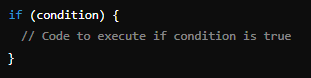 if (condition) {
  // Code to execute if condition is true
}